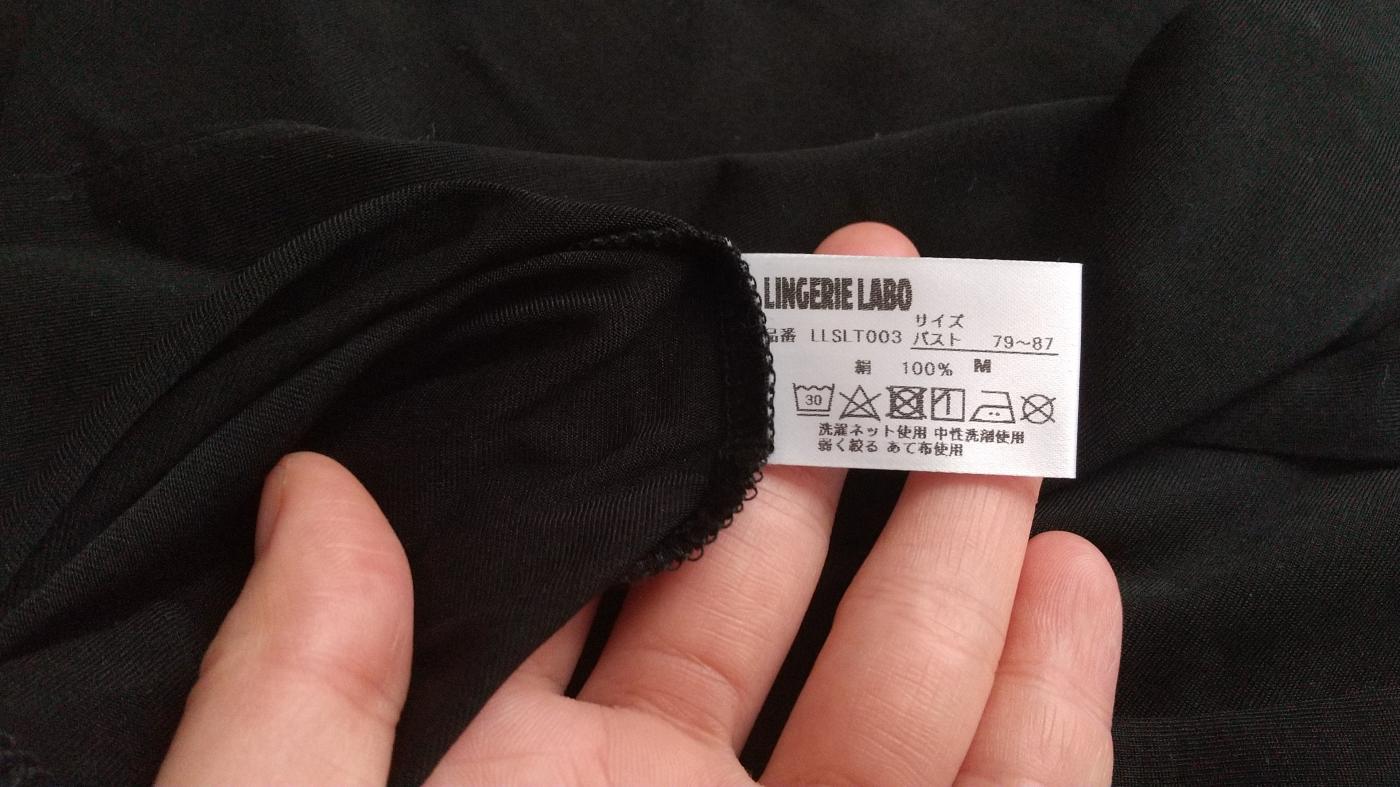 LINGERIE LABO
サイズ
品番 LLSLT003 バスト 79～87
絹 100% M
30
洗濯ネット使用 中性洗剤使用
弱く絞る あて布使用